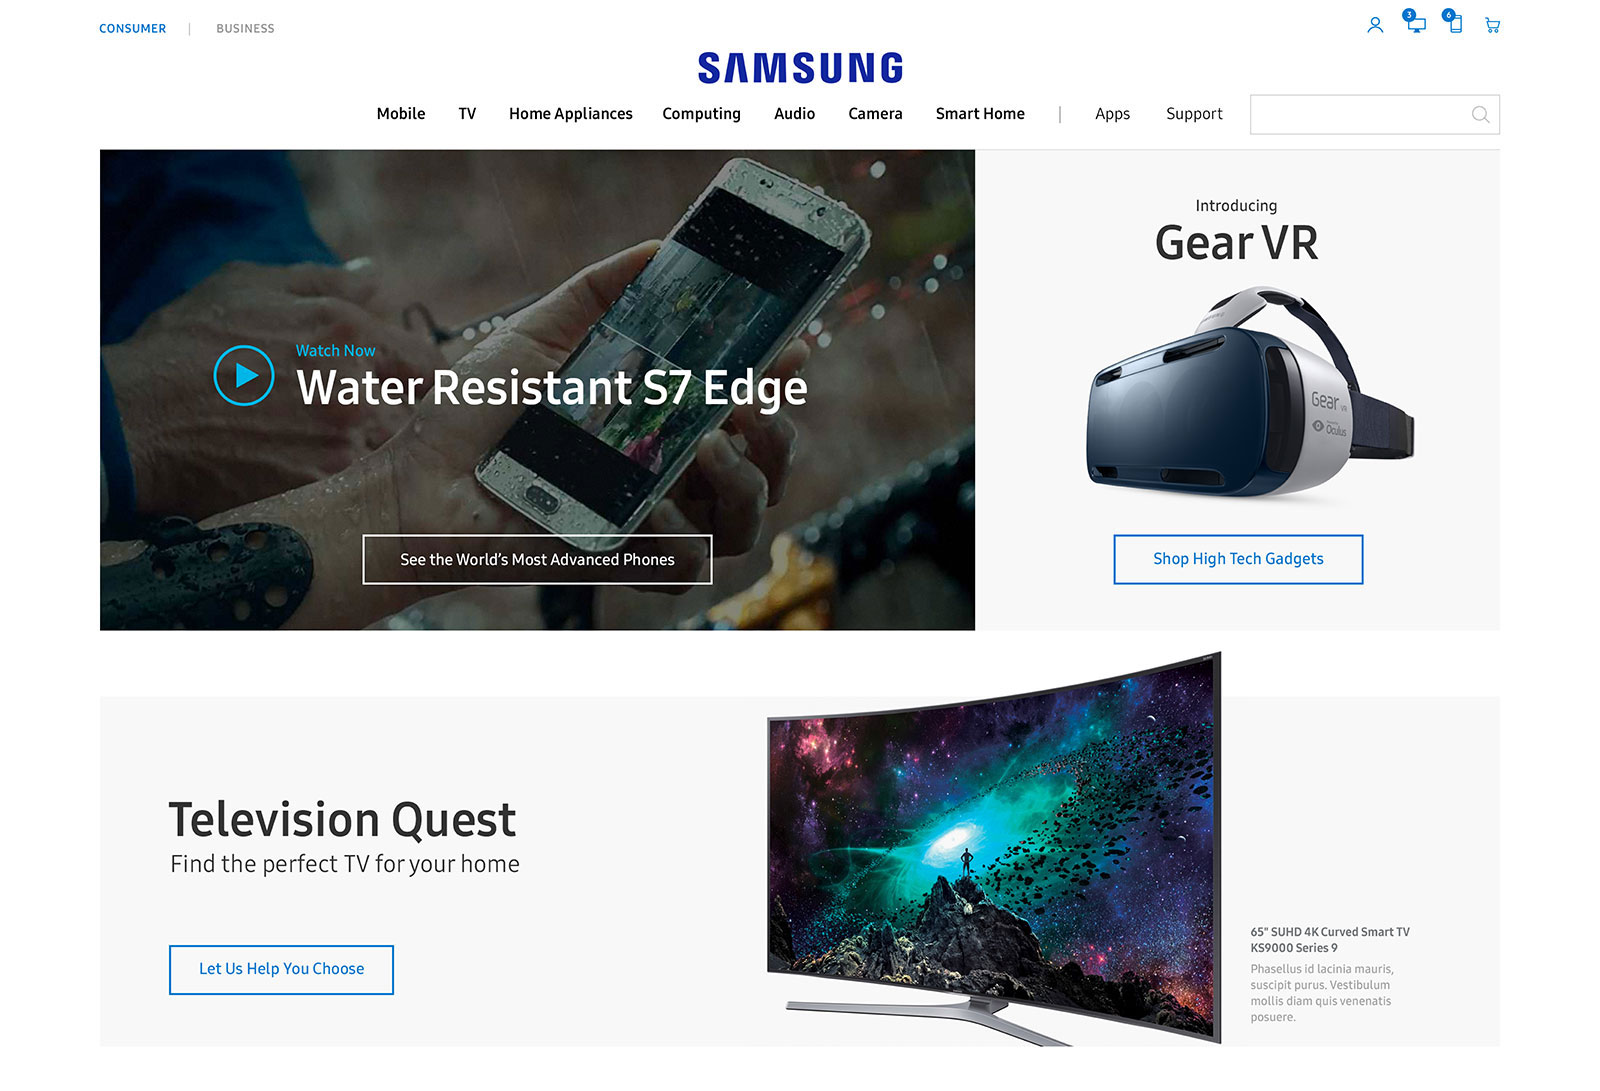 CONSUMER | BUSINESS
3
6
SAMSUNG
Mobile TV Home Appliances Computing Audio Camera Smart Home | Apps Support
Watch Now
Water Resistant S7 Edge
See the World's Most Advanced Phones
Introducing
Gear VR
Gear VR
Oculus
Shop High Tech Gadgets
Television Quest
Find the perfect TV for your home
Let Us Help You Choose
65" SUHD 4K Curved Smart TV
KS9000 Series 9
Phasellus id lacinia mauris,
suscipit purus. Vestibulum
mollis diam quis venenatis
posuere.